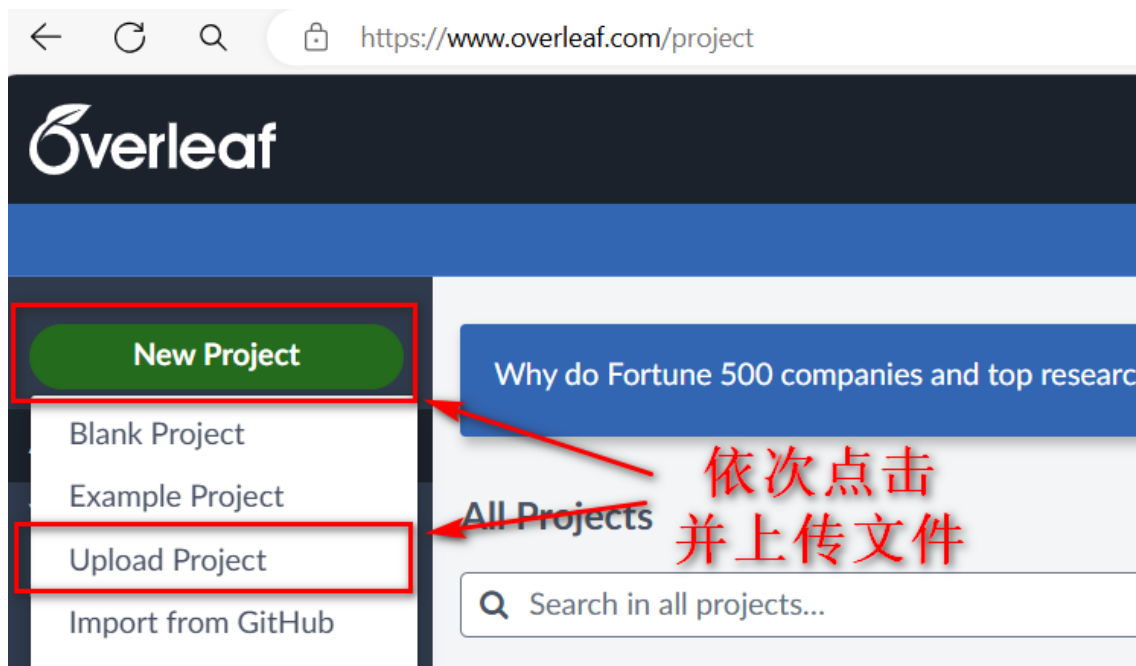 https://www.overleaf.com/project
Overleaf
New Project
Why do Fortune 500 companies and top researc
Blank Project
Example Project
Upload Project
Import from GitHub
依次点击
并上传文件
All Projects
Search in all projects...